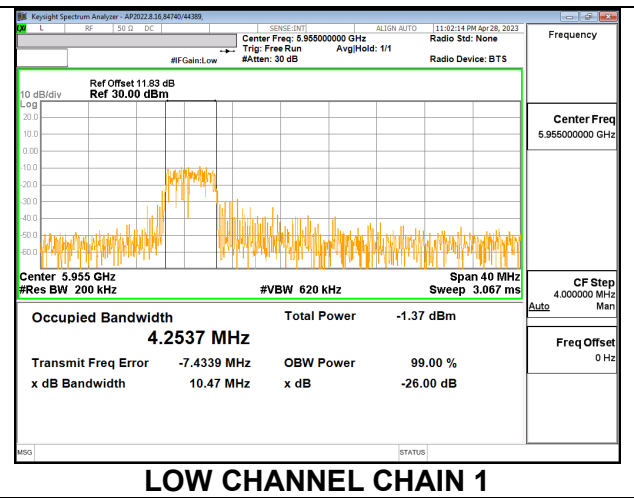 Keysight Spectrum Analyzer - AP2022.8.16,84740/44389,
L RF 50 Ω DC SENSE:INT ALIGN AUTO 11:02:14 PM Apr 28, 2023
Center Freq: 5.955000000 GHz Radio Std: None
Trig: Free Run Avg|Hold: 1/1
#IFGain:Low #Atten: 30 dB Radio Device: BTS
Ref Offset 11.83 dB
10 dB/div Ref 30.00 dBm
Log
20.0
10.0
0.00
-10.0
-20.0
-30.0
-40.0
-50.0
-60.0
Center 5.955 GHz Span 40 MHz
#Res BW 200 kHz #VBW 620 kHz Sweep 3.067 ms
Occupied Bandwidth Total Power -1.37 dBm
4.2537 MHz
Transmit Freq Error -7.4339 MHz OBW Power 99.00 %
x dB Bandwidth 10.47 MHz x dB -26.00 dB
MSG STATUS
Frequency
Center Freq
5.955000000 GHz
CF Step
4.000000 MHz
Auto Man
Freq Offset
0 Hz
LOW CHANNEL CHAIN 1